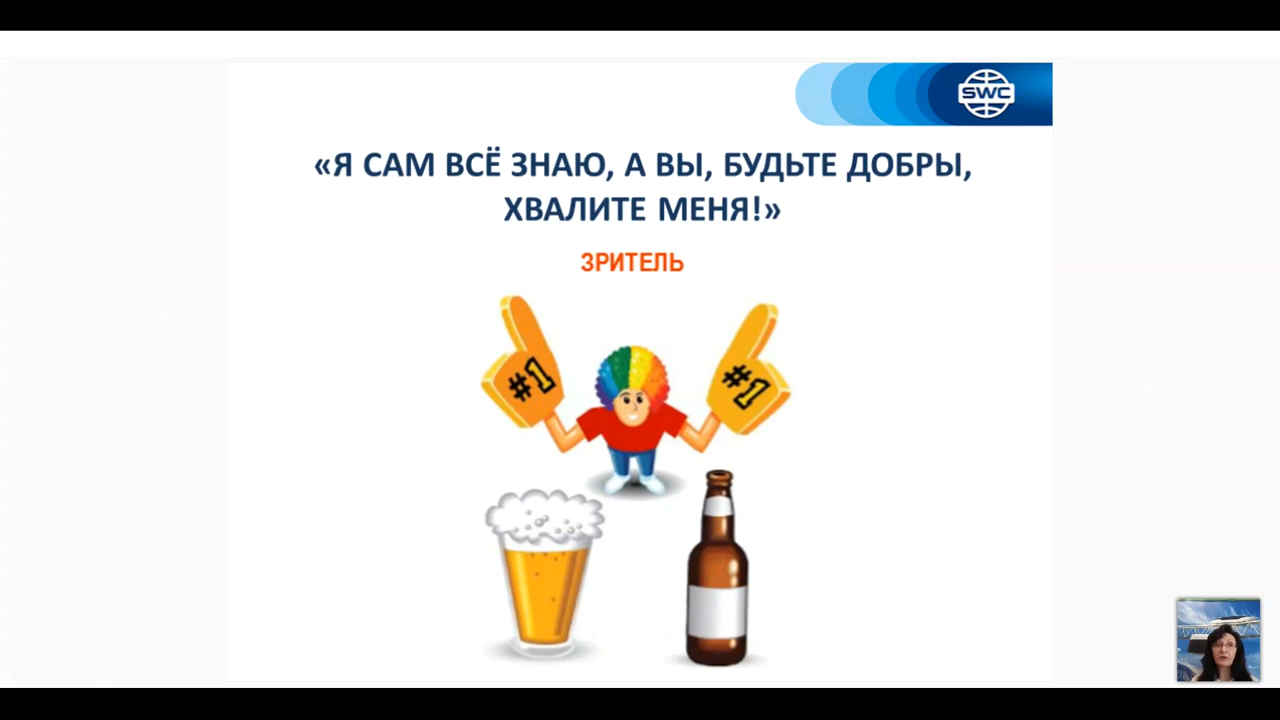 SWC
«Я САМ ВСЁ ЗНАЮ, А ВЫ, БУДЬТЕ ДОБРЫ,
ХВАЛИТЕ МЕНЯ!»
ЗРИТЕЛЬ
#1
#1